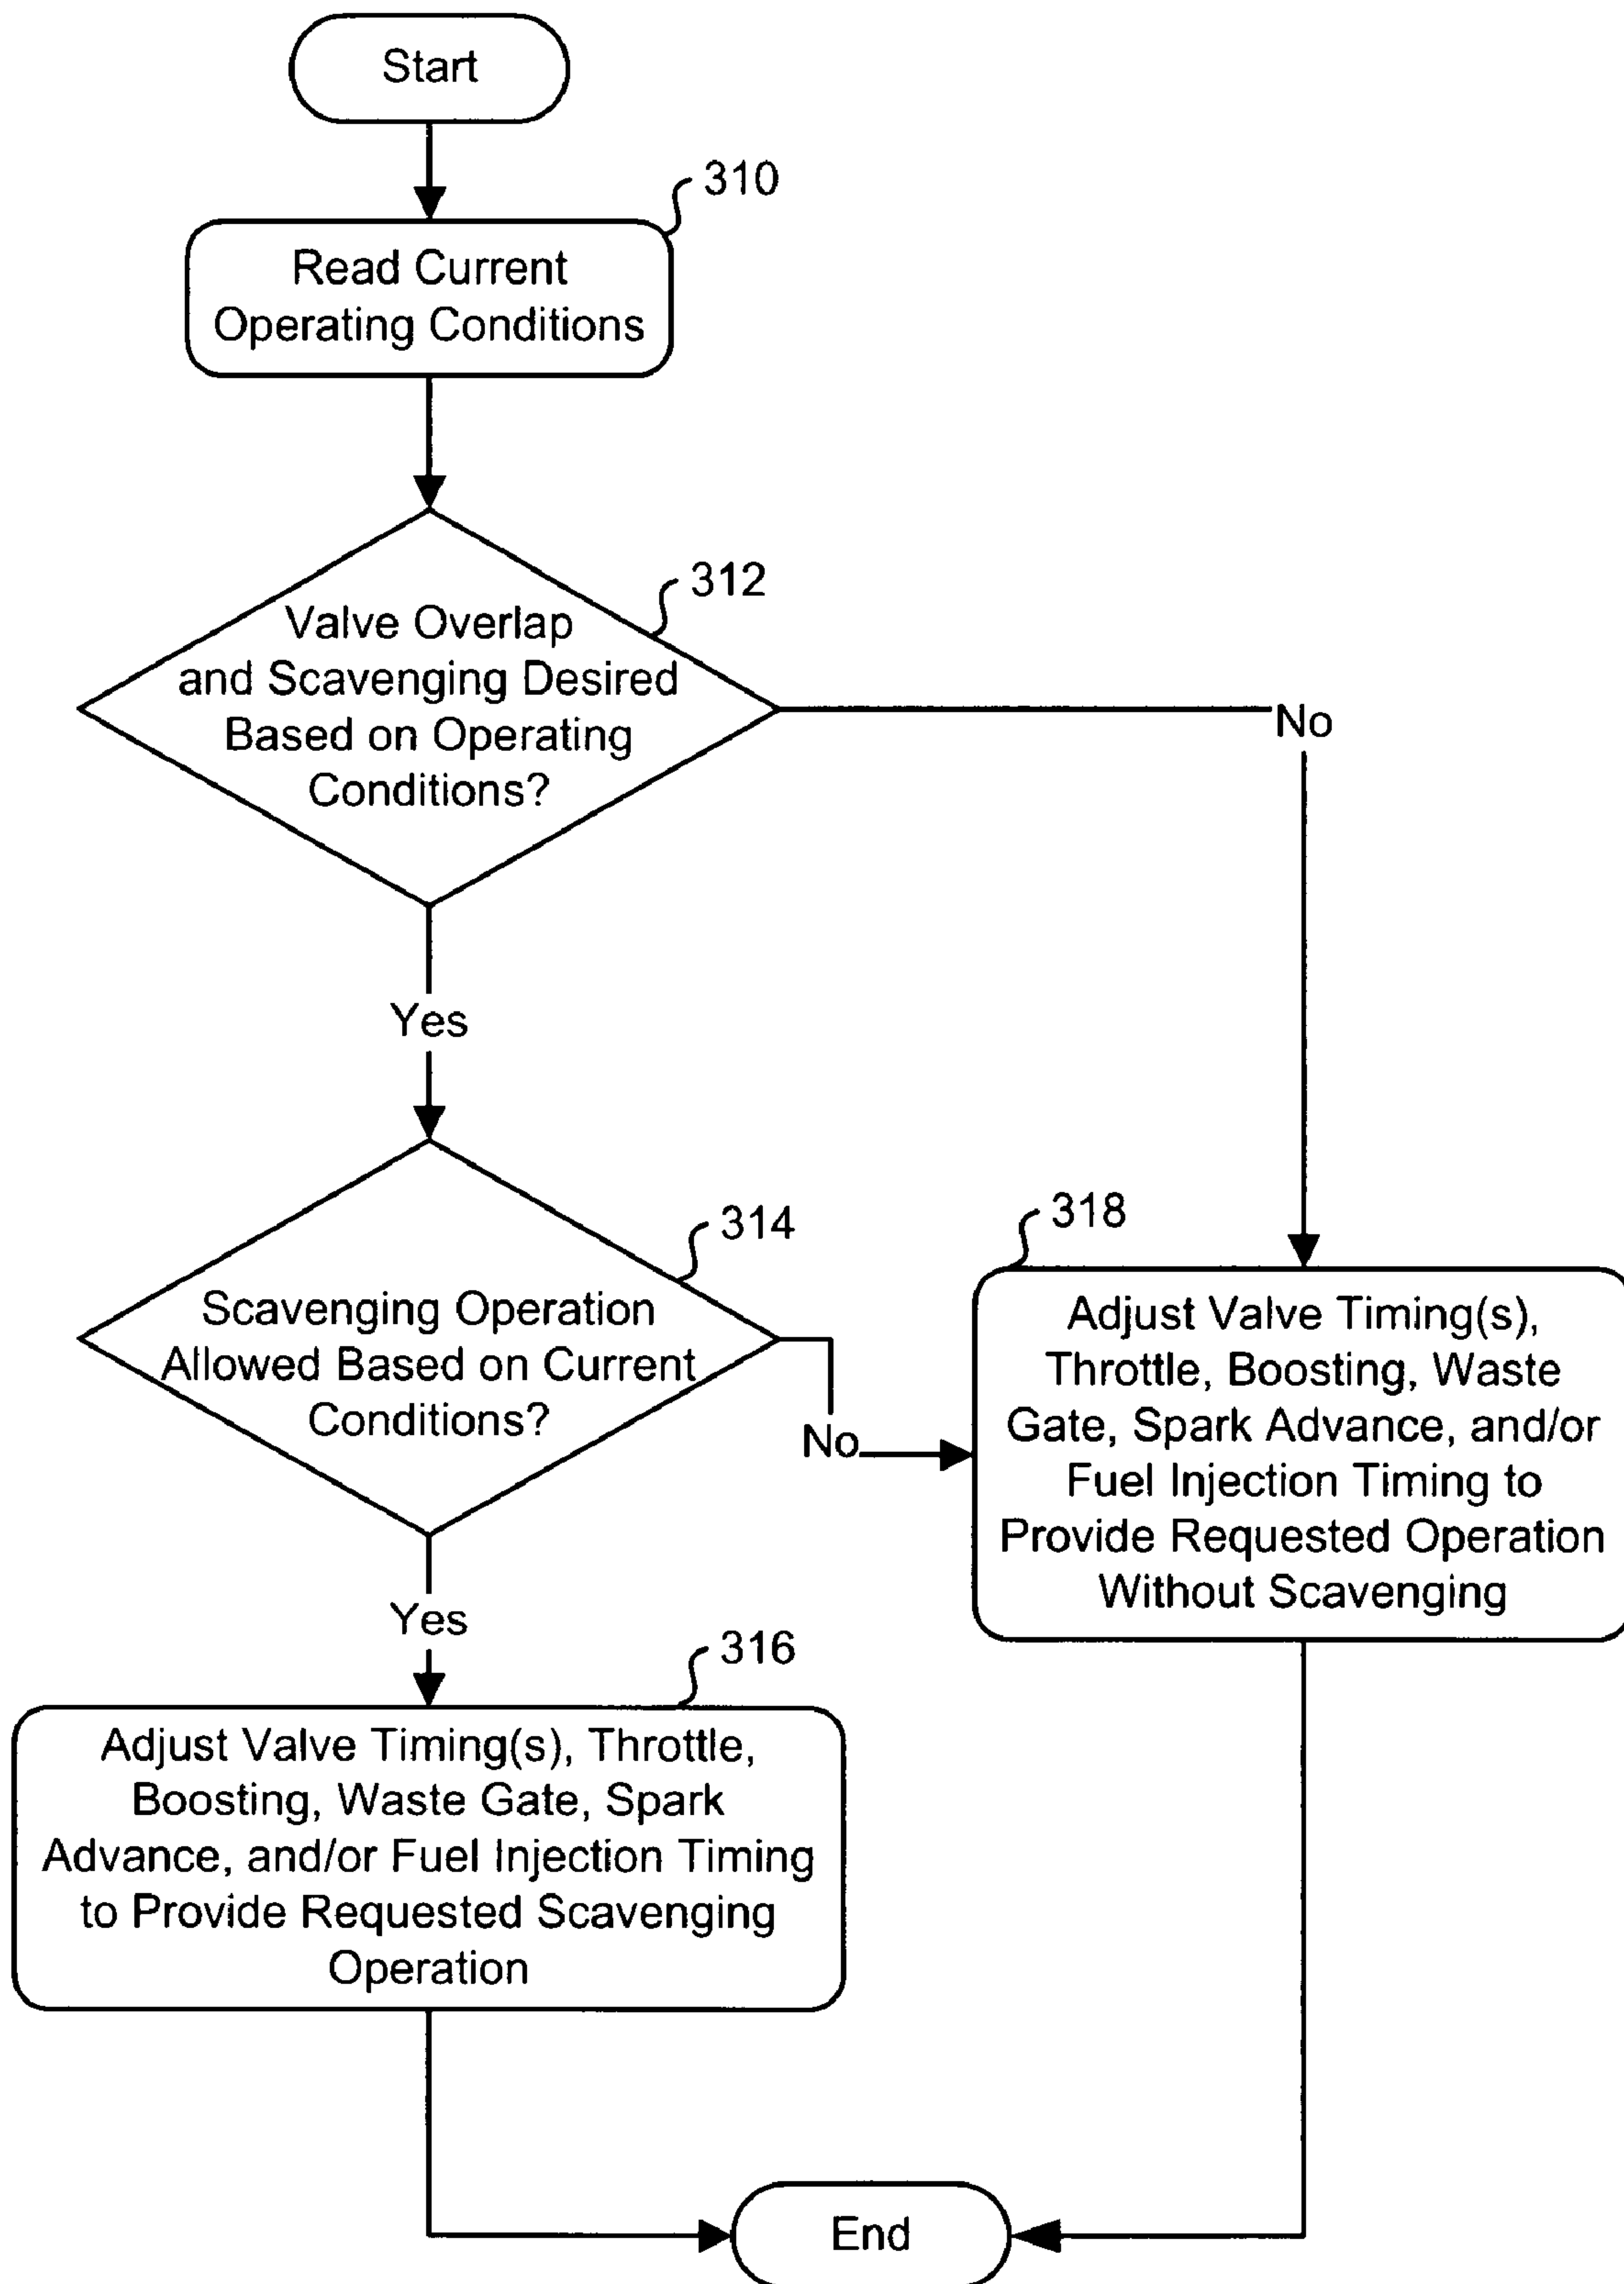 Start
310
Read Current
Operating Conditions
312
Valve Overlap
and Scavenging Desired
Based on Operating
Conditions?
No
Yes
314
Scavenging Operation
Allowed Based on Current
Conditions?
No
318
Adjust Valve Timing(s),
Throttle, Boosting, Waste
Gate, Spark Advance, and/or
Fuel Injection Timing to
Provide Requested Operation
Without Scavenging
Yes
316
Adjust Valve Timing(s), Throttle,
Boosting, Waste Gate, Spark
Advance, and/or Fuel Injection Timing
to Provide Requested Scavenging
Operation
End